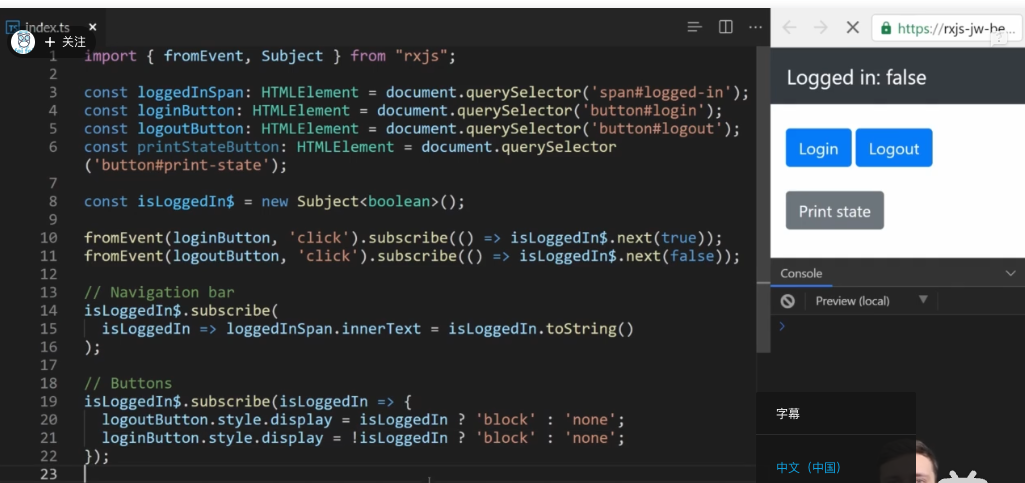 index.ts
+ 关注
https://rxjs-jw-be...
1 import { fromEvent, Subject } from "rxjs";
2
3 const loggedInSpan: HTMLElement = document.querySelector('span#logged-in');
4 const loginButton: HTMLElement = document.querySelector('button#login');
5 const logoutButton: HTMLElement = document.querySelector('button#logout');
6 const printStateButton: HTMLElement = document.querySelector
('button#print-state');
7
8 const isLoggedIn$ = new Subject<boolean>();
9
10 fromEvent(loginButton, 'click').subscribe(() => isLoggedIn$.next(true));
11 fromEvent(logoutButton, 'click').subscribe(() => isLoggedIn$.next(false));
12
13 // Navigation bar
14 isLoggedIn$.subscribe(
15 isLoggedIn => loggedInSpan.innerText = isLoggedIn.toString()
16 );
17
18 // Buttons
19 isLoggedIn$.subscribe(isLoggedIn => {
20 logoutButton.style.display = isLoggedIn ? 'block' : 'none';
21 loginButton.style.display = !isLoggedIn ? 'block' : 'none';
22 });
23
Logged in: false
Login Logout
Print state
Console
Preview (local)
字幕
中文（中国）